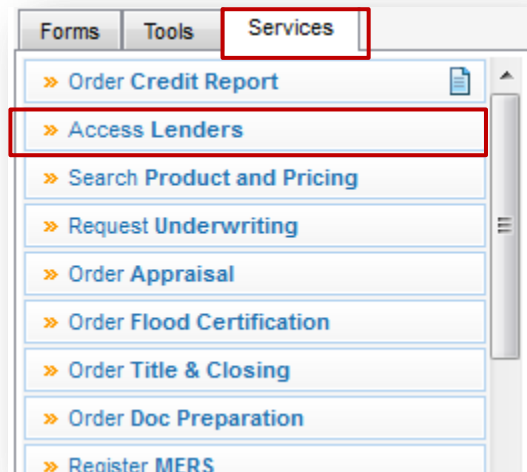 Forms Tools Services
» Order Credit Report
» Access Lenders
» Search Product and Pricing
» Request Underwriting
» Order Appraisal
» Order Flood Certification
» Order Title & Closing
» Order Doc Preparation
» Register MERS